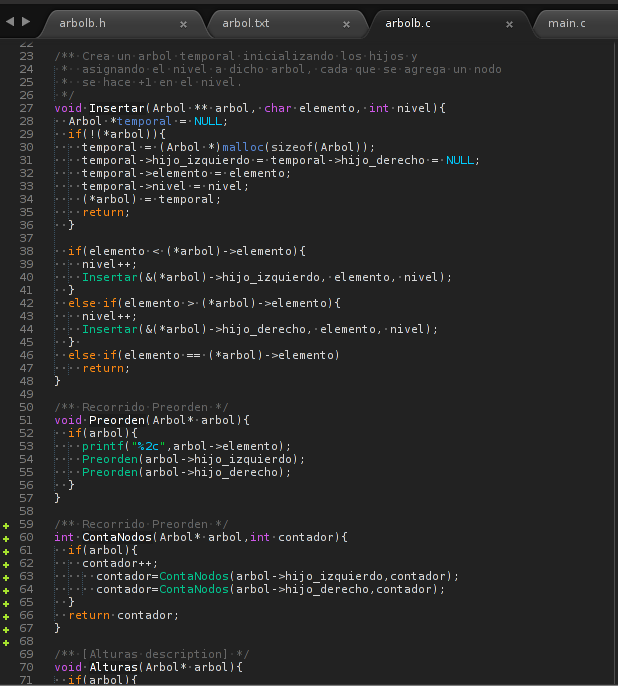 arbolb.h × arbol.txt × arbolb.c × main.c
22
23 /** Crea un arbol temporal inicializando los hijos y
24  *  asignando el nivel a dicho arbol, cada que se agrega un nodo
25  *  se hace +1 en el nivel.
26  */
27 void Insertar(Arbol ** arbol, char elemento, int nivel){
28   Arbol *temporal = NULL;
29   if(!(*arbol)){
30     temporal = (Arbol *)malloc(sizeof(Arbol));
31     temporal->hijo_izquierdo = temporal->hijo_derecho = NULL;
32     temporal->elemento = elemento;
33     temporal->nivel = nivel;
34     (*arbol) = temporal;
35     return;
36   }
37
38   if(elemento < (*arbol)->elemento){
39     nivel++;
40     Insertar(&(*arbol)->hijo_izquierdo, elemento, nivel);
41   }
42   else if(elemento > (*arbol)->elemento){
43     nivel++;
44     Insertar(&(*arbol)->hijo_derecho, elemento, nivel);
45   }
46   else if(elemento == (*arbol)->elemento)
47     return;
48 }
49
50 /** Recorrido Preorden */
51 void Preorden(Arbol* arbol){
52   if(arbol){
53     printf("%2c",arbol->elemento);
54     Preorden(arbol->hijo_izquierdo);
55     Preorden(arbol->hijo_derecho);
56   }
57 }
58
59 /** Recorrido Preorden */
60 int ContaNodos(Arbol* arbol,int contador){
61   if(arbol){
62     contador++;
63       contador=ContaNodos(arbol->hijo_izquierdo,contador);
64       contador=ContaNodos(arbol->hijo_derecho,contador);
65   }
66   return contador;
67 }
68
69 /** [Alturas description] */
70 void Alturas(Arbol* arbol){
71   if(arbol){